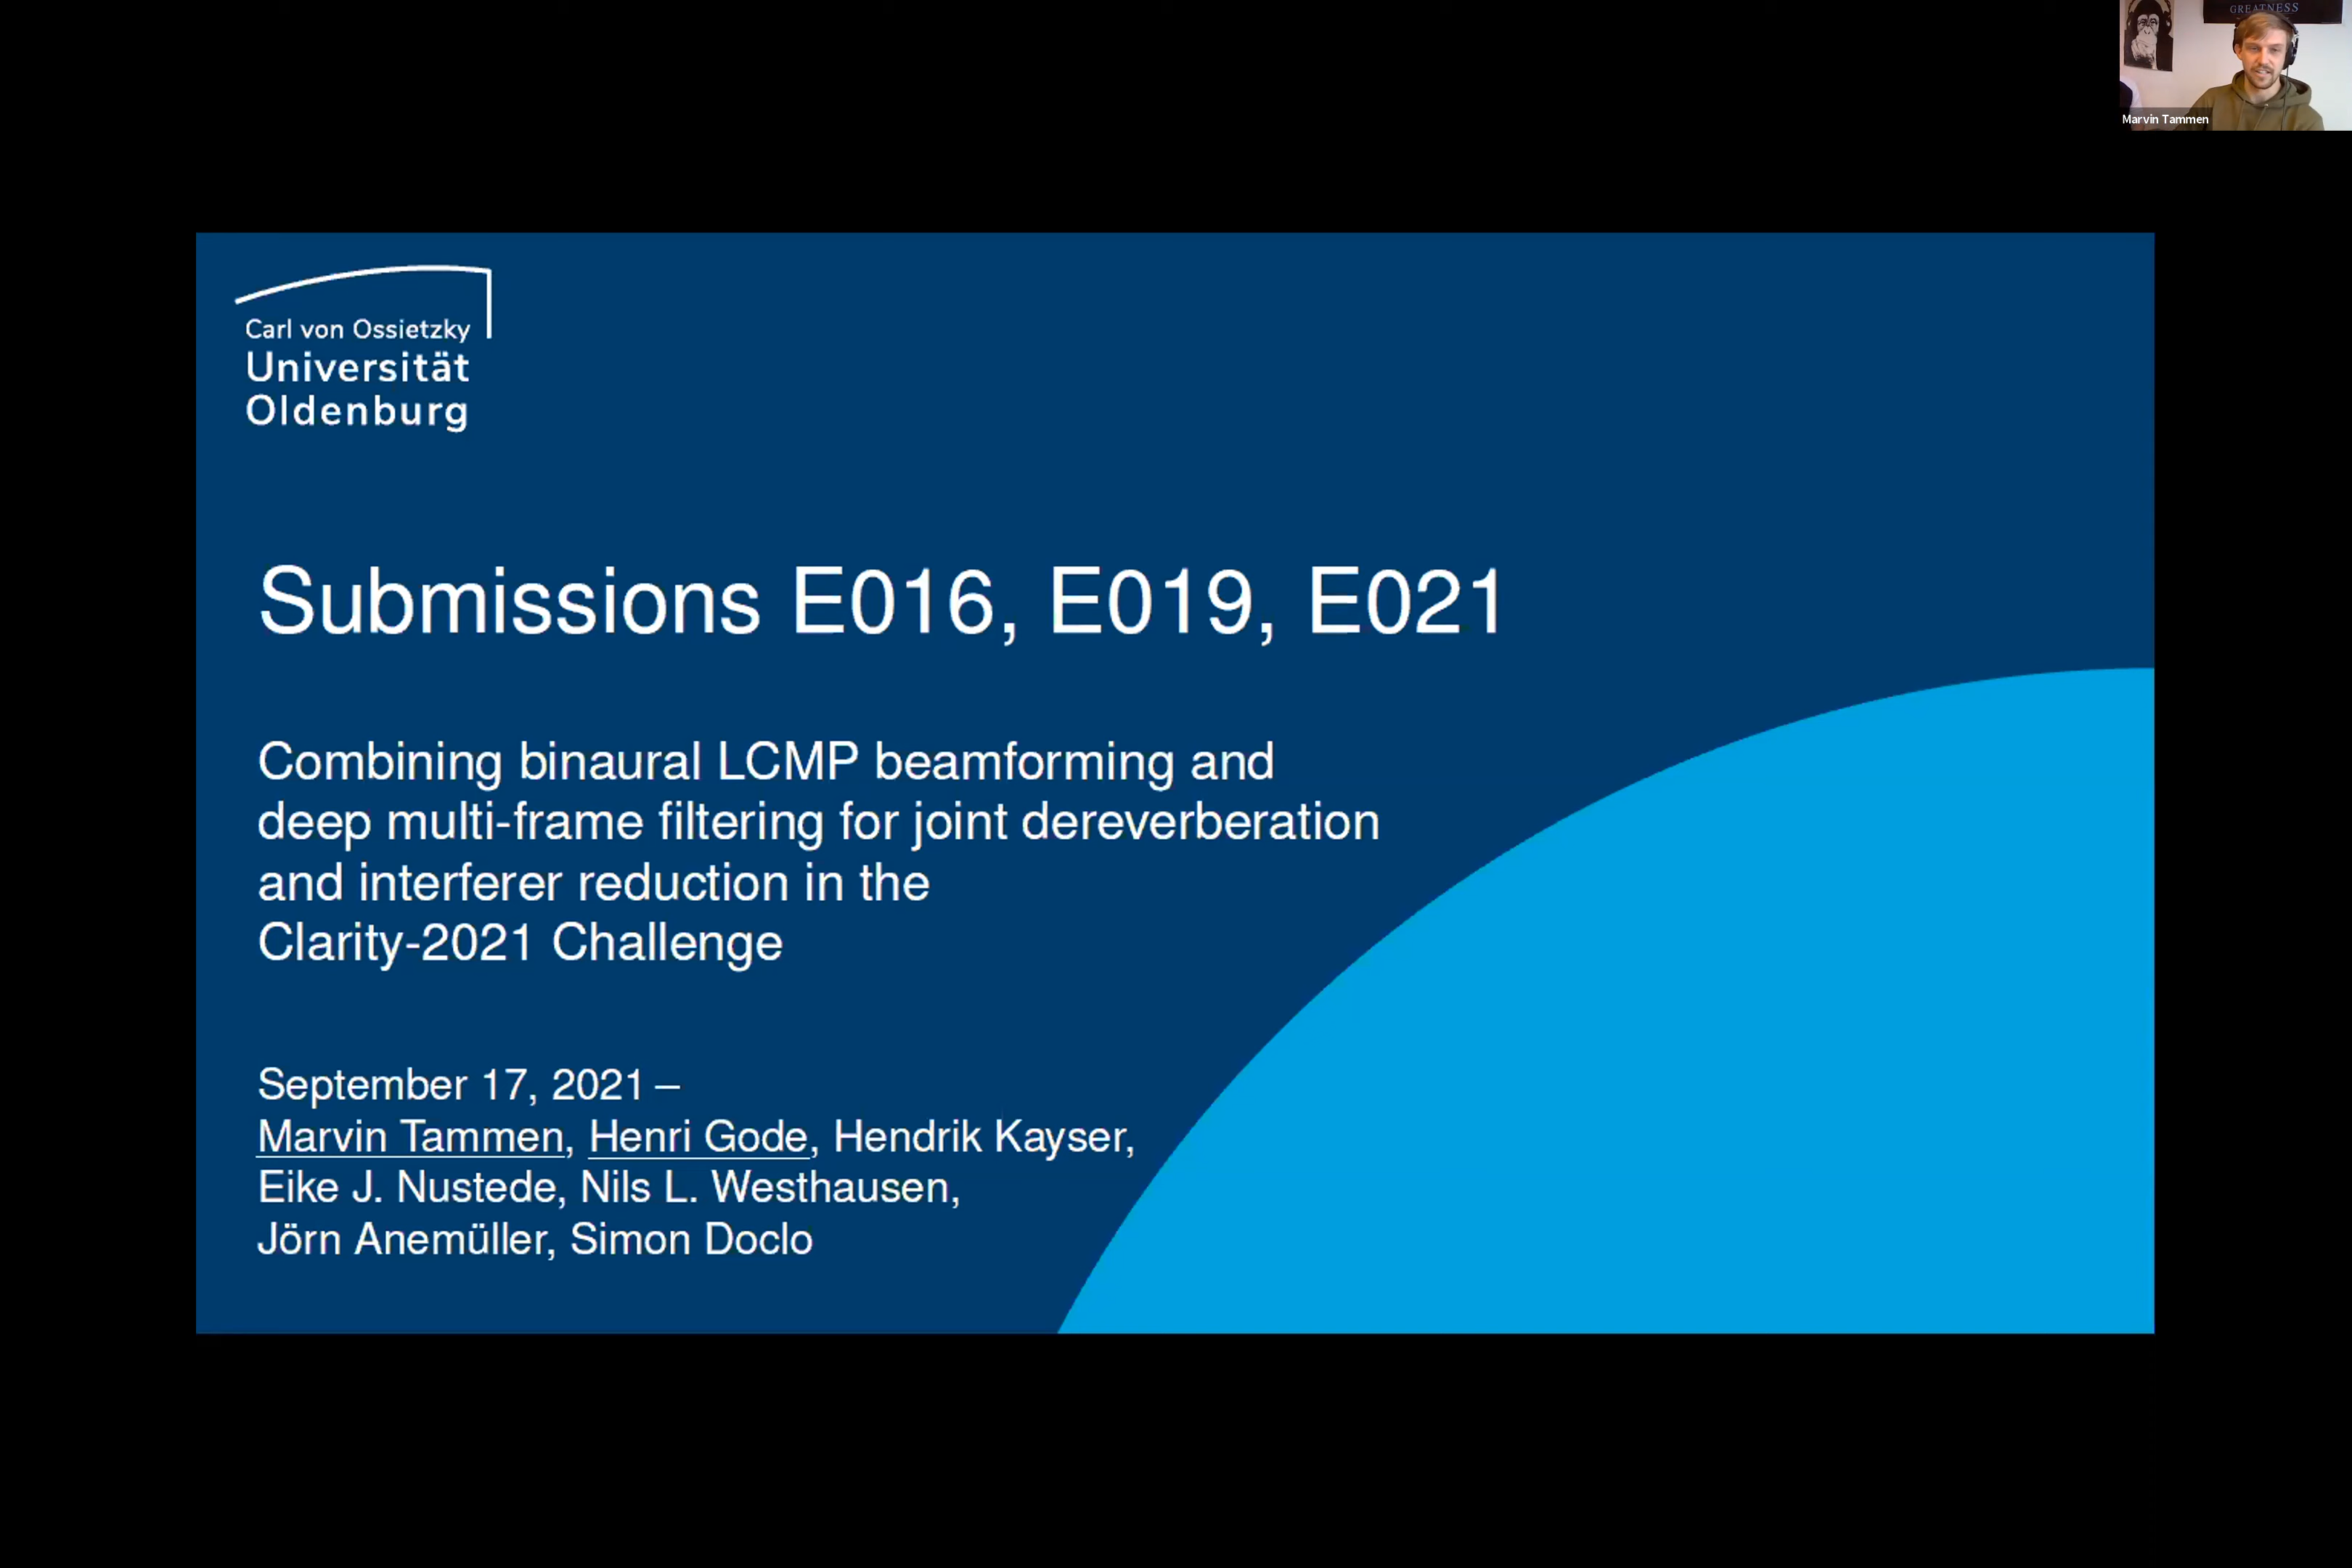 GREATNESS
Marvin Tammen
Carl von Ossietzky
Universität
Oldenburg
Submissions E016, E019, E021
Combining binaural LCMP beamforming and
deep multi-frame filtering for joint dereverberation
and interferer reduction in the
Clarity-2021 Challenge
September 17, 2021 –
Marvin Tammen, Henri Gode, Hendrik Kayser,
Eike J. Nustede, Nils L. Westhausen,
Jörn Anemüller, Simon Doclo